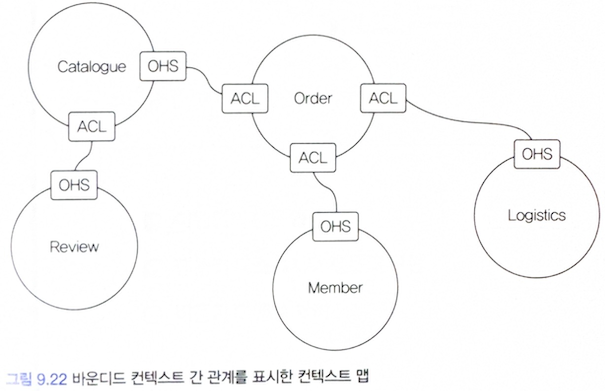 Catalogue
OHS
ACL
Order
ACL
ACL
ACL
OHS
OHS
OHS
Logistics
Review
Member
그림 9.22 바운디드 컨텍스트 간 관계를 표시한 컨텍스트 맵